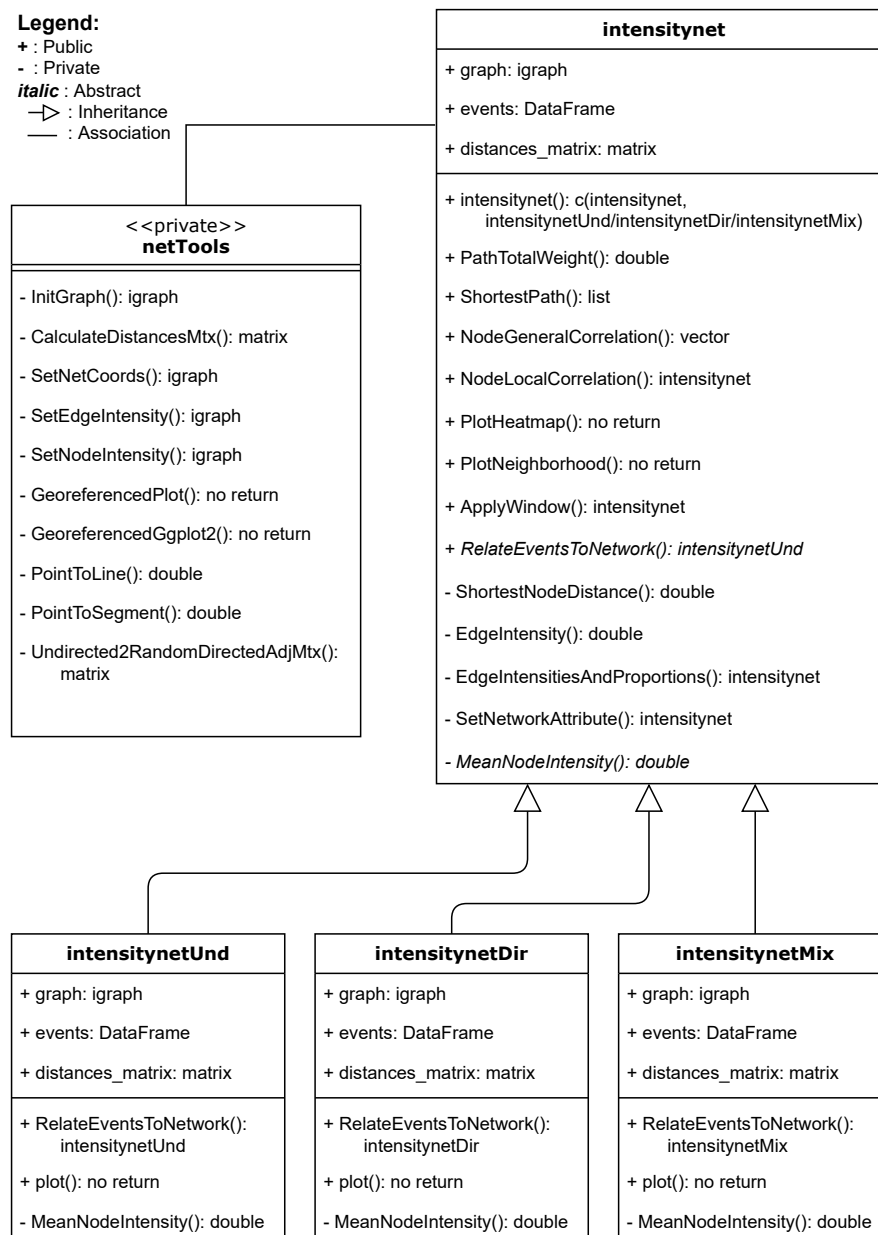 Legend:
+ : Public
- : Private
italic : Abstract
: Inheritance
: Association
intensitynet
+ graph: igraph
+ events: DataFrame
+ distances_matrix: matrix
+ intensitynet(): c(intensitynet,
intensitynetUnd/intensitynetDir/intensitynetMix)
+ PathTotalWeight(): double
+ ShortestPath(): list
+ NodeGeneralCorrelation(): vector
+ NodeLocalCorrelation(): intensitynet
+ PlotHeatmap(): no return
+ PlotNeighborhood(): no return
+ ApplyWindow(): intensitynet
+ RelateEventsToNetwork(): intensitynetUnd
- ShortestNodeDistance(): double
- EdgeIntensity(): double
- EdgeIntensitiesAndProportions(): intensitynet
- SetNetworkAttribute(): intensitynet
- MeanNodeIntensity(): double
<<private>>
netTools
- InitGraph(): igraph
- CalculateDistancesMtx(): matrix
- SetNetCoords(): igraph
- SetEdgeIntensity(): igraph
- SetNodeIntensity(): igraph
- GeoreferencedPlot(): no return
- GeoreferencedGgplot2(): no return
- PointToLine(): double
- PointToSegment(): double
- Undirected2RandomDirectedAdjMtx():
matrix
intensitynetUnd
+ graph: igraph
+ events: DataFrame
+ distances_matrix: matrix
+ RelateEventsToNetwork():
intensitynetUnd
+ plot(): no return
- MeanNodeIntensity(): double
intensitynetDir
+ graph: igraph
+ events: DataFrame
+ distances_matrix: matrix
+ RelateEventsToNetwork():
intensitynetDir
+ plot(): no return
- MeanNodeIntensity(): double
intensitynetMix
+ graph: igraph
+ events: DataFrame
+ distances_matrix: matrix
+ RelateEventsToNetwork():
intensitynetMix
+ plot(): no return
- MeanNodeIntensity(): double